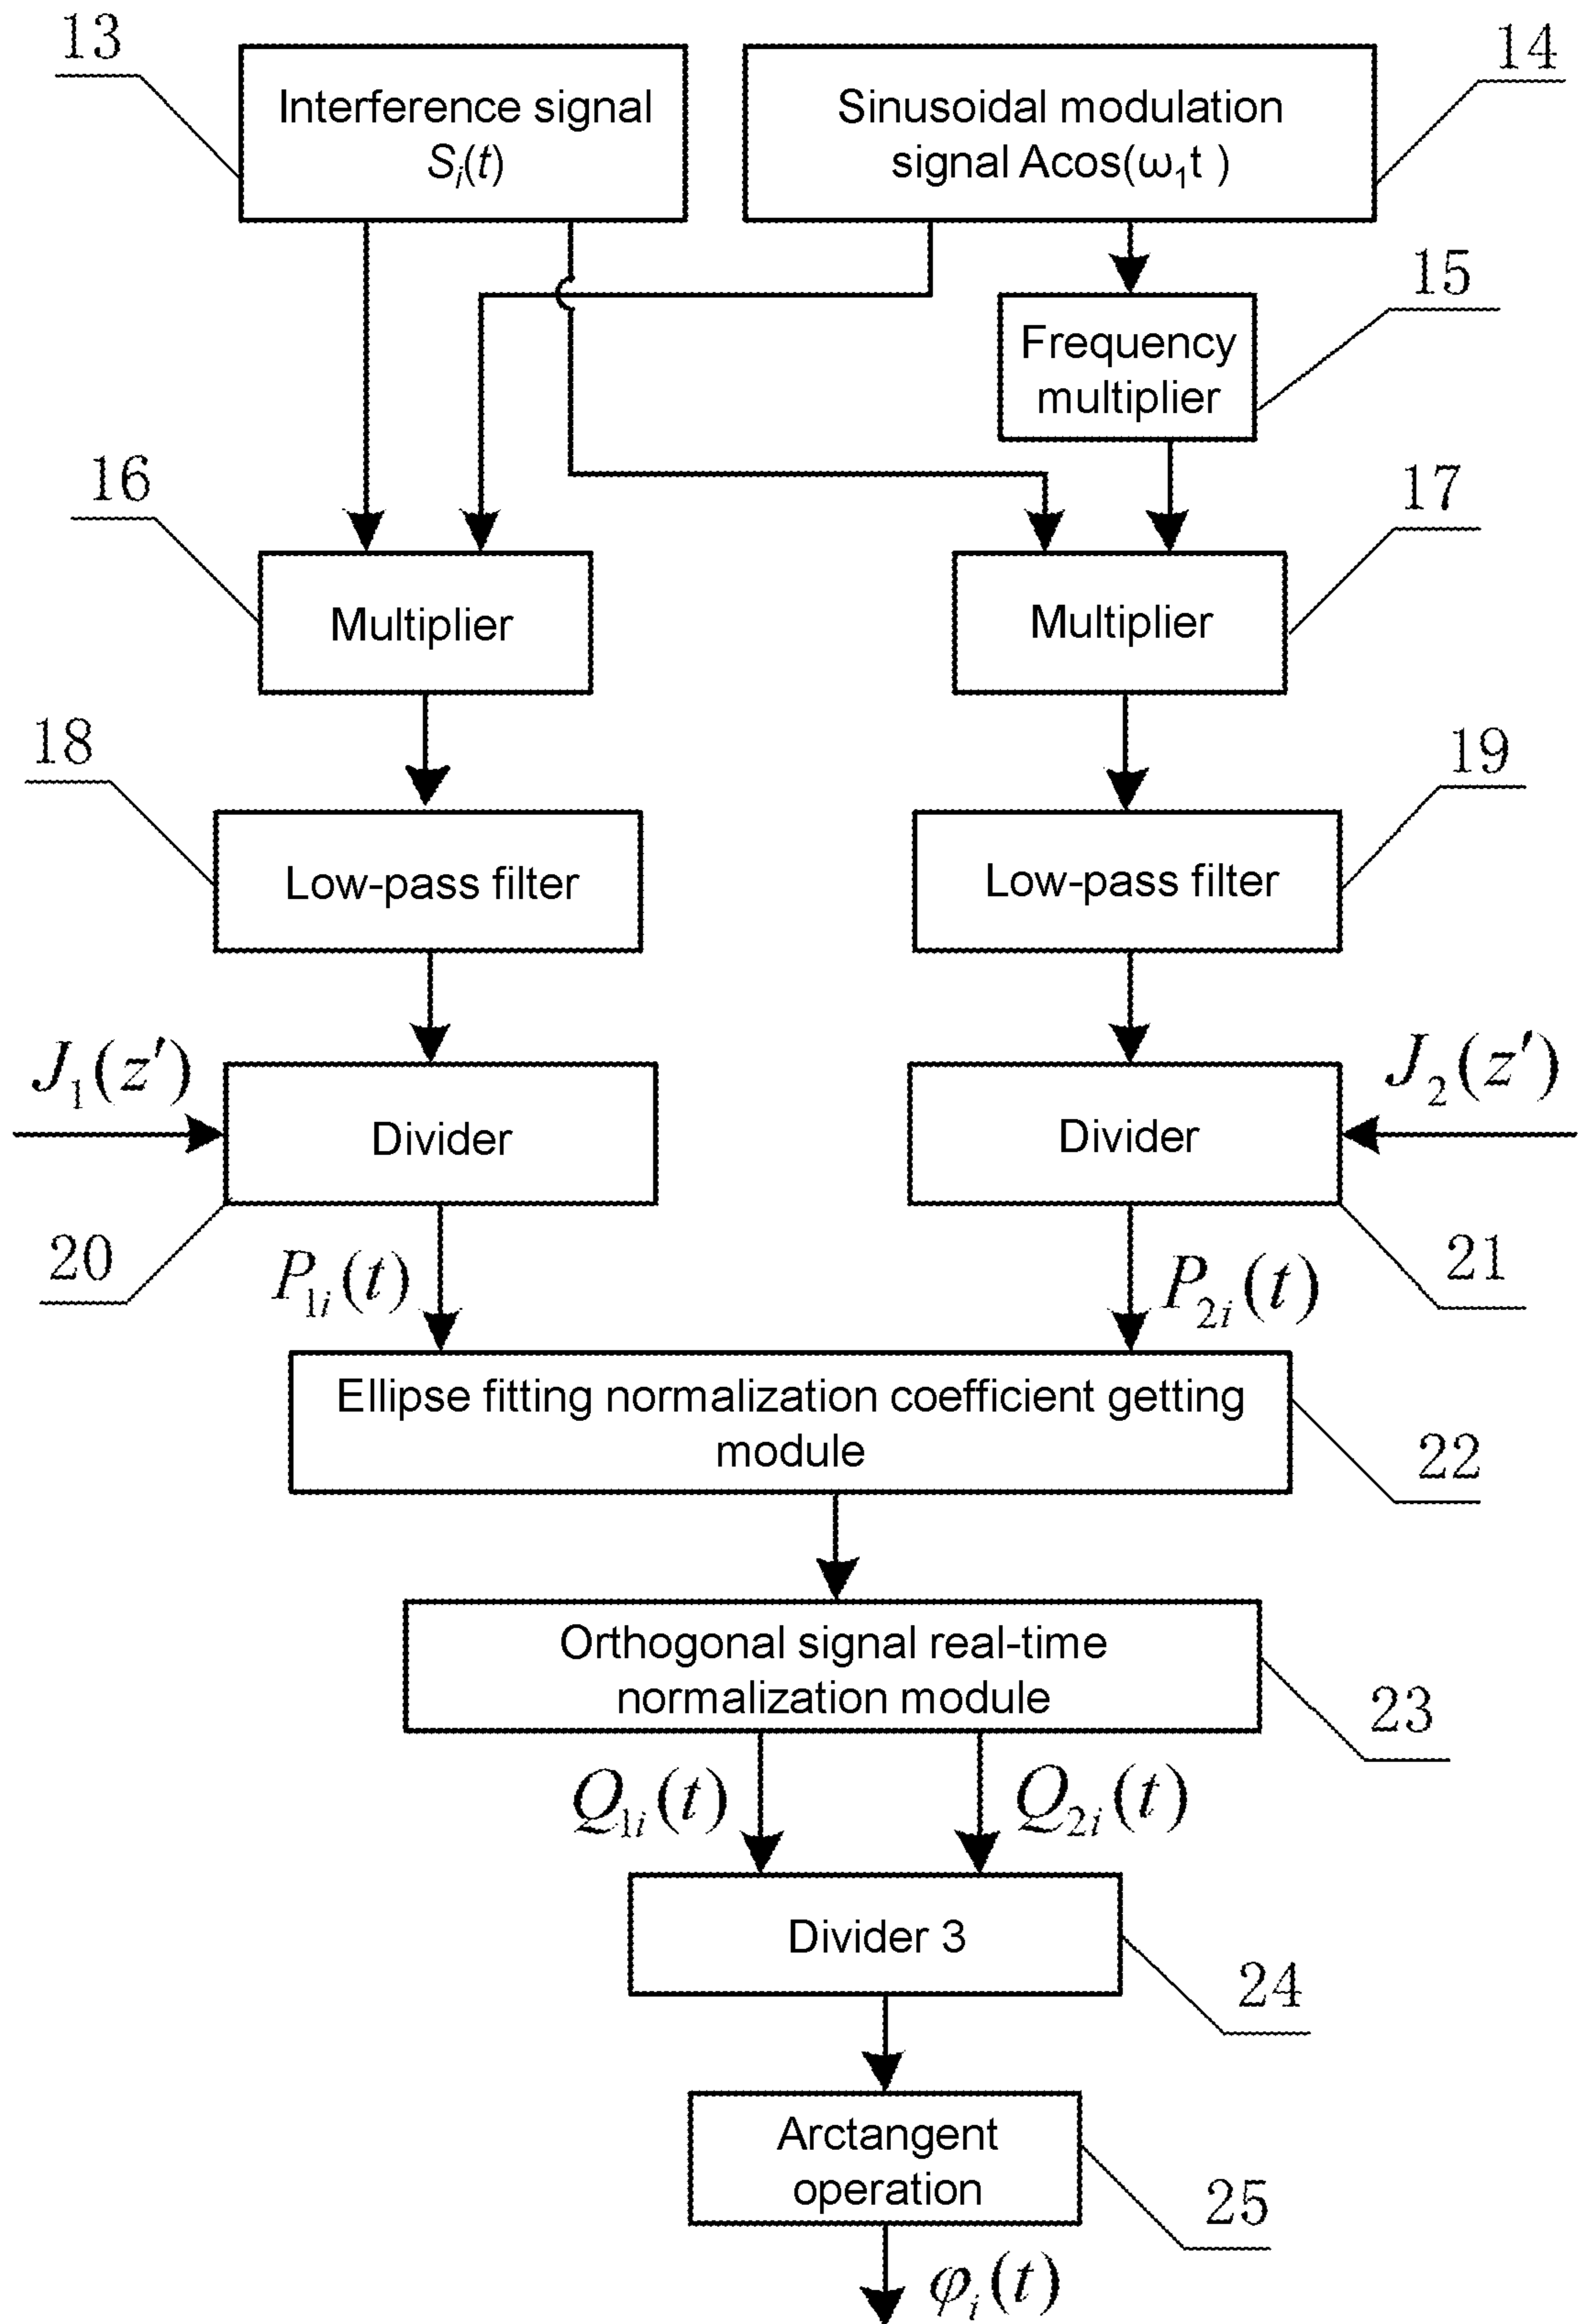 13
Interference signal
Sᵢ(t)
Sinusoidal modulation
signal Acos(ω₁t )
14
15
Frequency
multiplier
16
17
Multiplier
Multiplier
18
19
Low-pass filter
Low-pass filter
J₁(z′)
J₂(z′)
Divider
Divider
20
21
P₁ᵢ(t)
P₂ᵢ(t)
Ellipse fitting normalization coefficient getting
module
22
Orthogonal signal real-time
normalization module
23
Q₁ᵢ(t)
Q₂ᵢ(t)
Divider 3
24
Arctangent
operation
25
φᵢ(t)